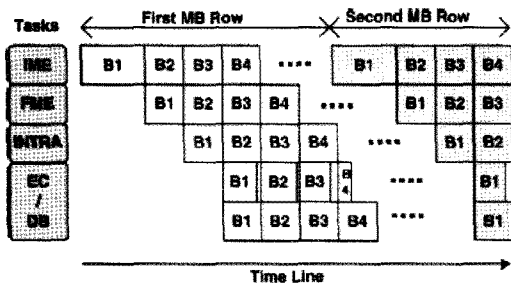 Tasks First MB Row Second MB Row
IME B1 B2 B3 B4 •••• B1 B2 B3 B4
FME B1 B2 B3 B4 •••• B1 B2 B3
INTRA B1 B2 B3 B4 •••• B1 B2
EC / DB
B1 B2 B3 B4 •••• B1
B1 B2 B3 B4 •••• B1
Time Line